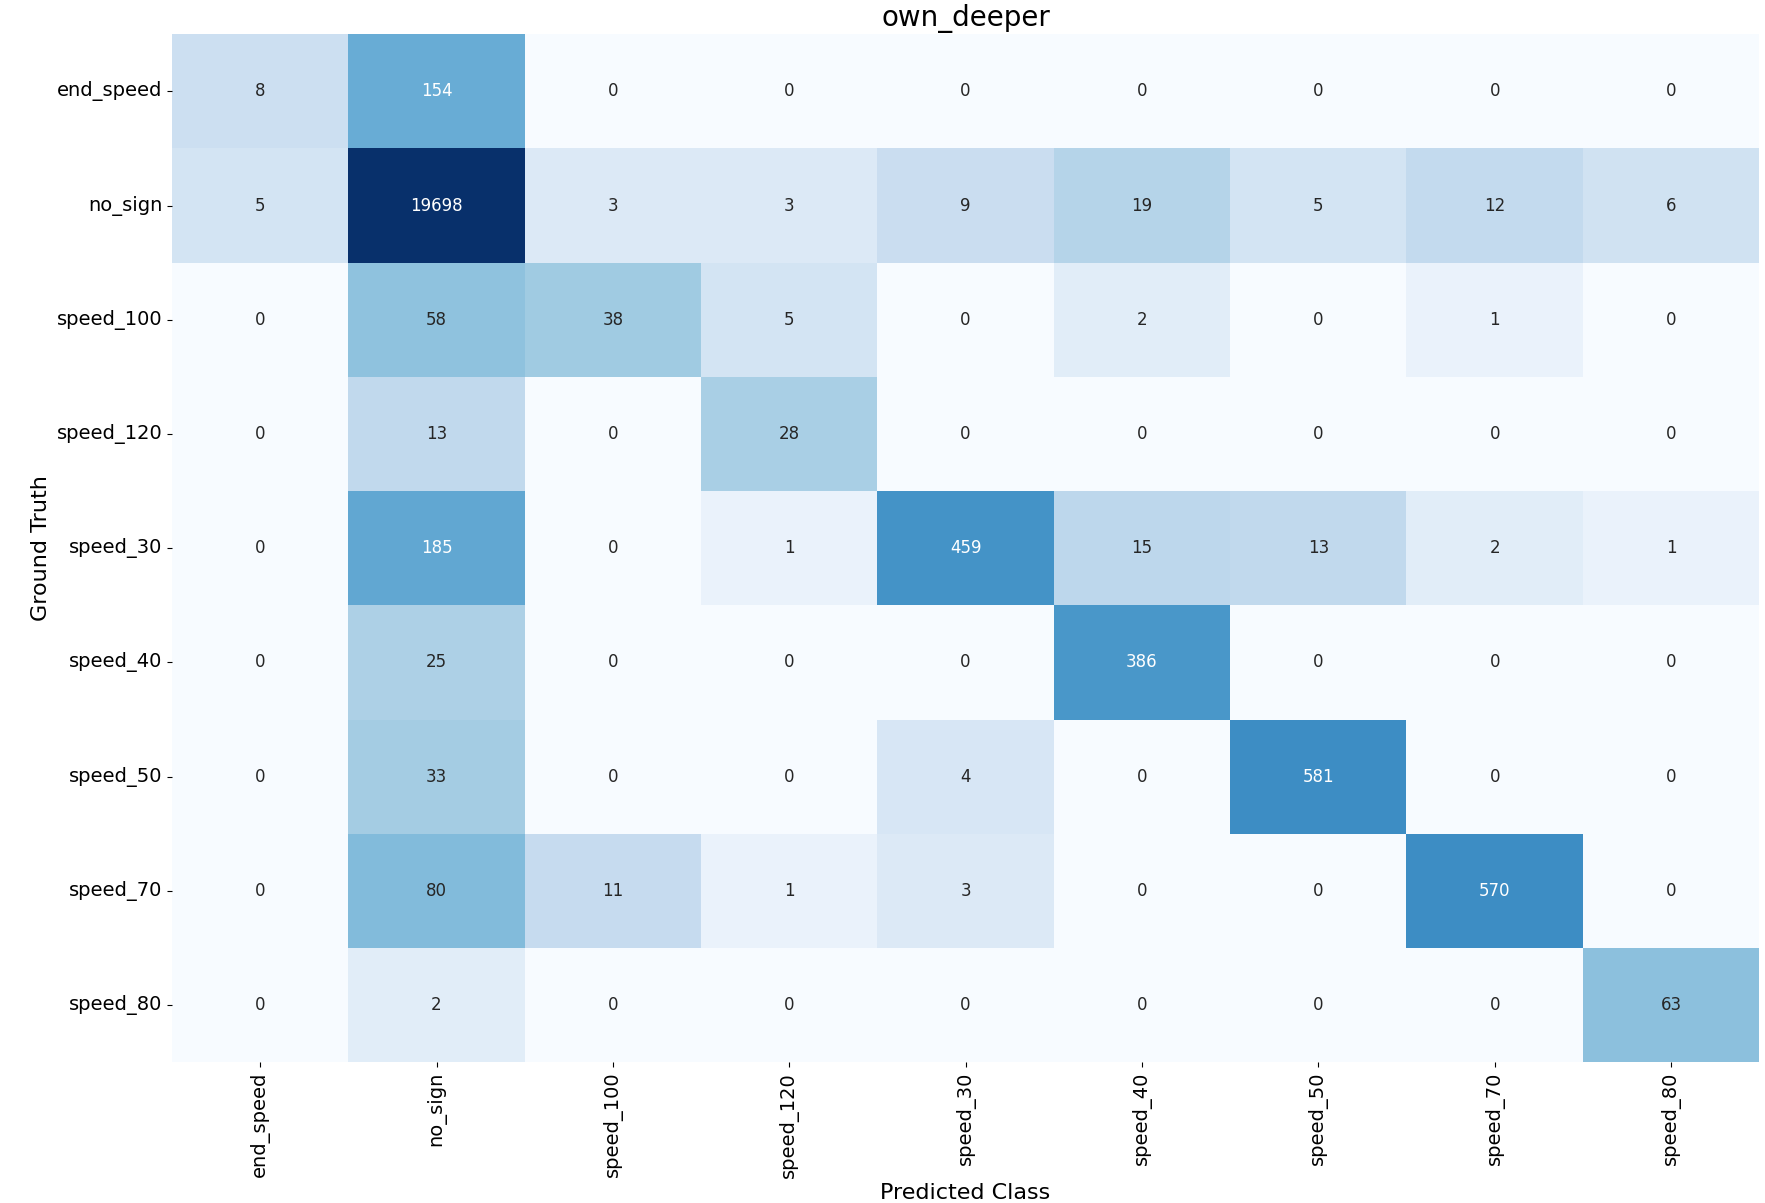 own_deeper
Ground Truth
end_speed 8 154 0 0 0 0 0 0 0
no_sign 5 19698 3 3 9 19 5 12 6
speed_100 0 58 38 5 0 2 0 1 0
speed_120 0 13 0 28 0 0 0 0 0
speed_30 0 185 0 1 459 15 13 2 1
speed_40 0 25 0 0 0 386 0 0 0
speed_50 0 33 0 0 4 0 581 0 0
speed_70 0 80 11 1 3 0 0 570 0
speed_80 0 2 0 0 0 0 0 0 63
end_speed no_sign speed_100 speed_120 speed_30 speed_40 speed_50 speed_70 speed_80
Predicted Class